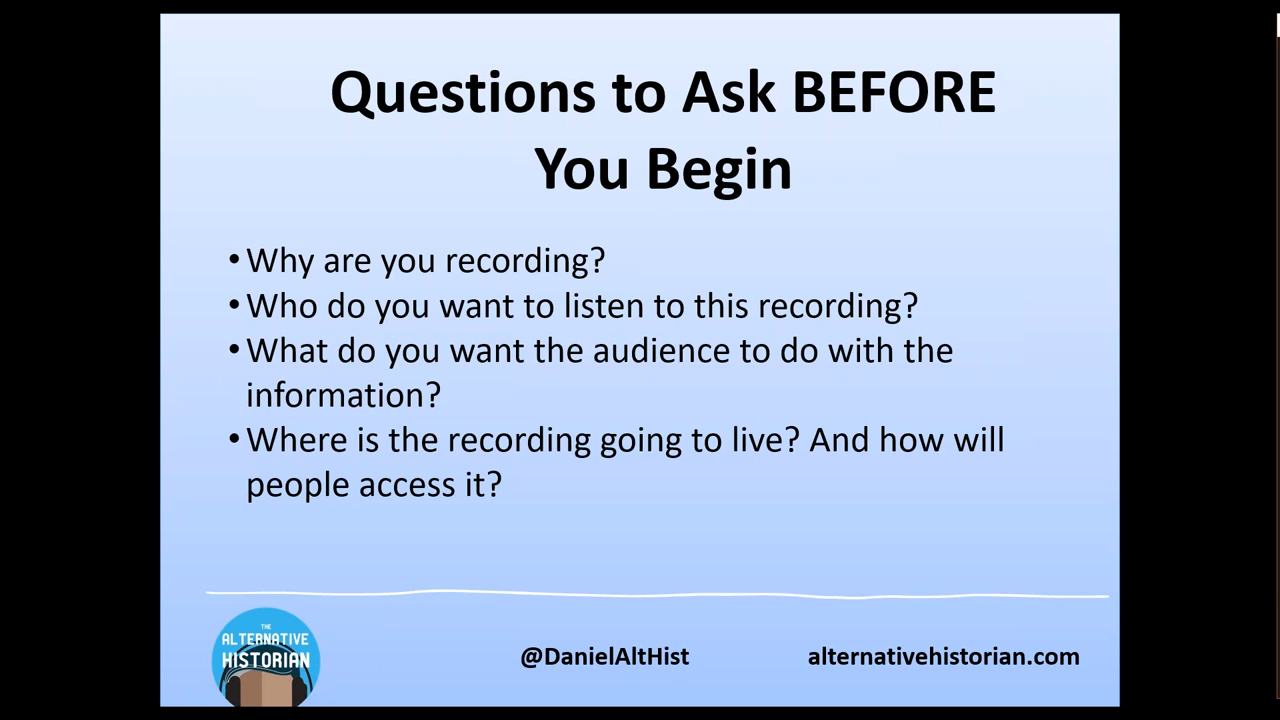 Questions to Ask BEFORE
You Begin
• Why are you recording?
• Who do you want to listen to this recording?
• What do you want the audience to do with the
information?
• Where is the recording going to live? And how will
people access it?
THE
ALTERNATIVE
HISTORIAN
@DanielAltHist
alternativehistorian.com